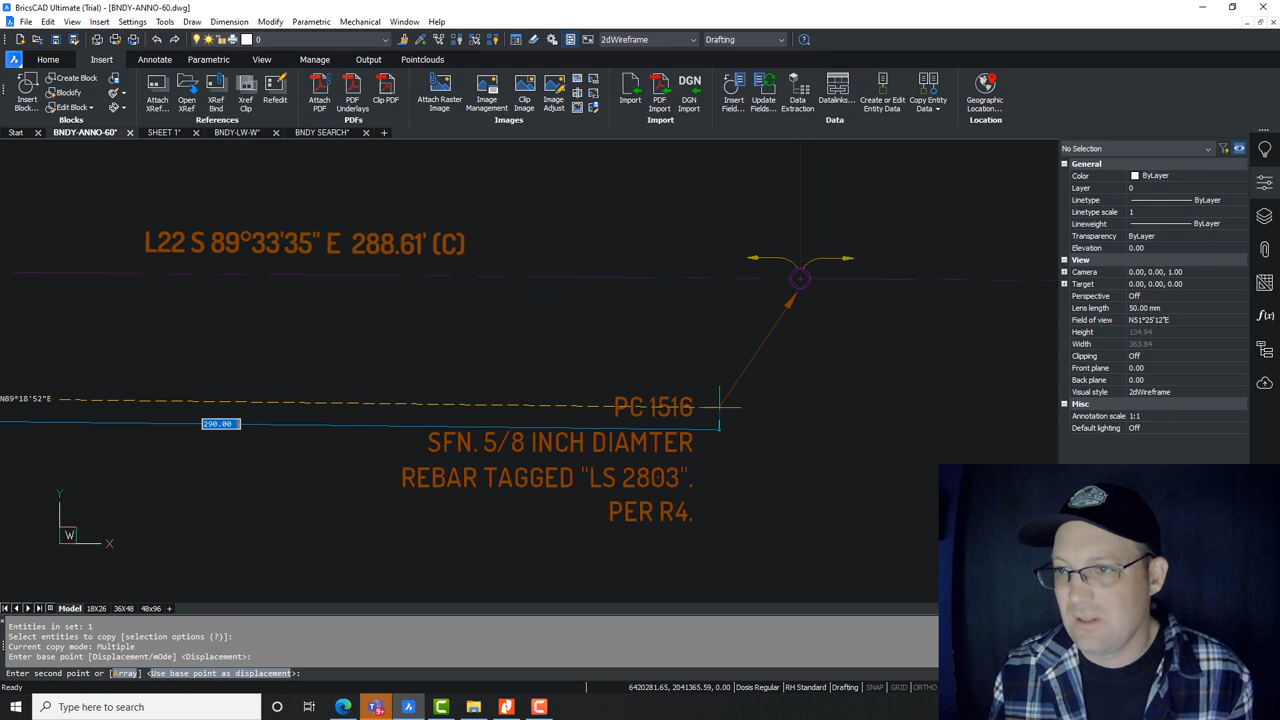 BricsCAD Ultimate (Trial) - [BNDY-ANNO-60.dwg]
File Edit View Insert Settings Tools Draw Dimension Modify Parametric Mechanical Window Help
0 2dWireframe Drafting
Home Insert Annotate Parametric View Manage Output Pointclouds
Insert Block... Create Block Blockify Edit Block Attach XRef Open XRef XRef Clip Refedit Attach PDF PDF Underlays Clip PDF Attach Raster Image Image Management Clip Image Image Adjust Import PDF Import DGN DGN Import Insert Field... Update Fields Data Extraction Datalinks... Create or Edit Entity Data Copy Entity Data Geographic Location...
Blocks References PDFs Images Import Data Location
Start BNDY-ANNO-60* SHEET 1* BNDY-LW-W* BNDY SEARCH*
No Selection
General
Color ByLayer
Layer 0
Linetype ByLayer
Linetype scale 1
Lineweight ByLayer
Transparency ByLayer
Elevation 0.00
View
Camera 0.00, 0.00, 1.00
Target 0.00, 0.00, 0.00
Perspective Off
Lens length 50.00 mm
Field of view N51°25'12"E
Height 134.94
Width 363.84
Clipping Off
Front plane 0.00
Back plane 0.00
Visual style 2dWireframe
Misc
Annotation scale 1:1
Default lighting Off
L22 S 89°33'35" E 288.61' (C)
N89°18'52"E
290.00
PC 1516
SFN. 5/8 INCH DIAMTER
REBAR TAGGED "LS 2803".
PER R4.
Y
W
X
Model 18X26 36X48 48x96
Entities in set: 1
Select entities to copy [selection options (?)]:
Current copy mode: Multiple
Enter base point [Displacement/mOde] <Displacement>:
Enter second point or [Array] <Use base point as displacement>:
Ready 6420281.65, 2041365.59, 0.00 Dosis Regular RH Standard Drafting SNAP GRID ORTHO
Type here to search